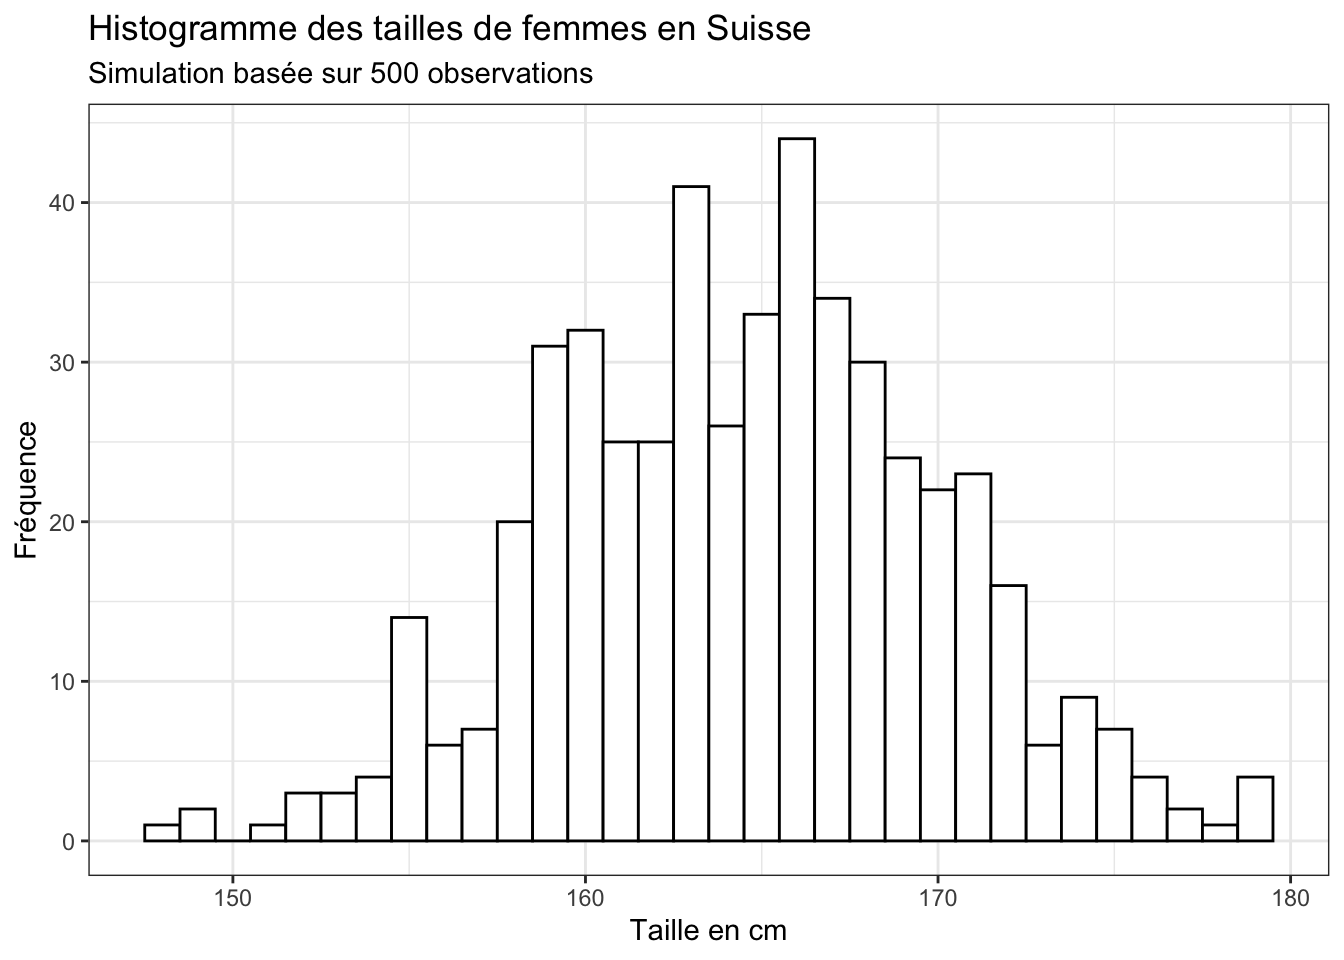 Histogramme des tailles de femmes en Suisse
Simulation basée sur 500 observations
Fréquence
40
30
20
10
0
150 160 170 180
Taille en cm